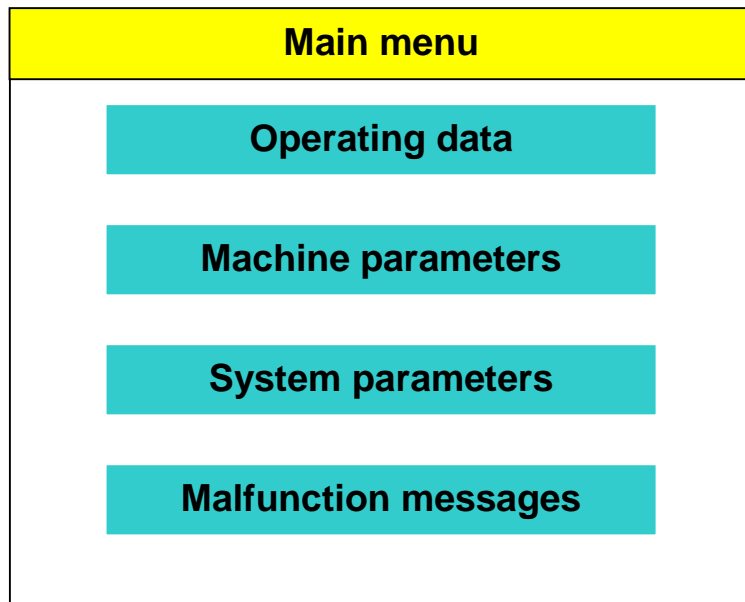 Main menu
Operating data
Machine parameters
System parameters
Malfunction messages